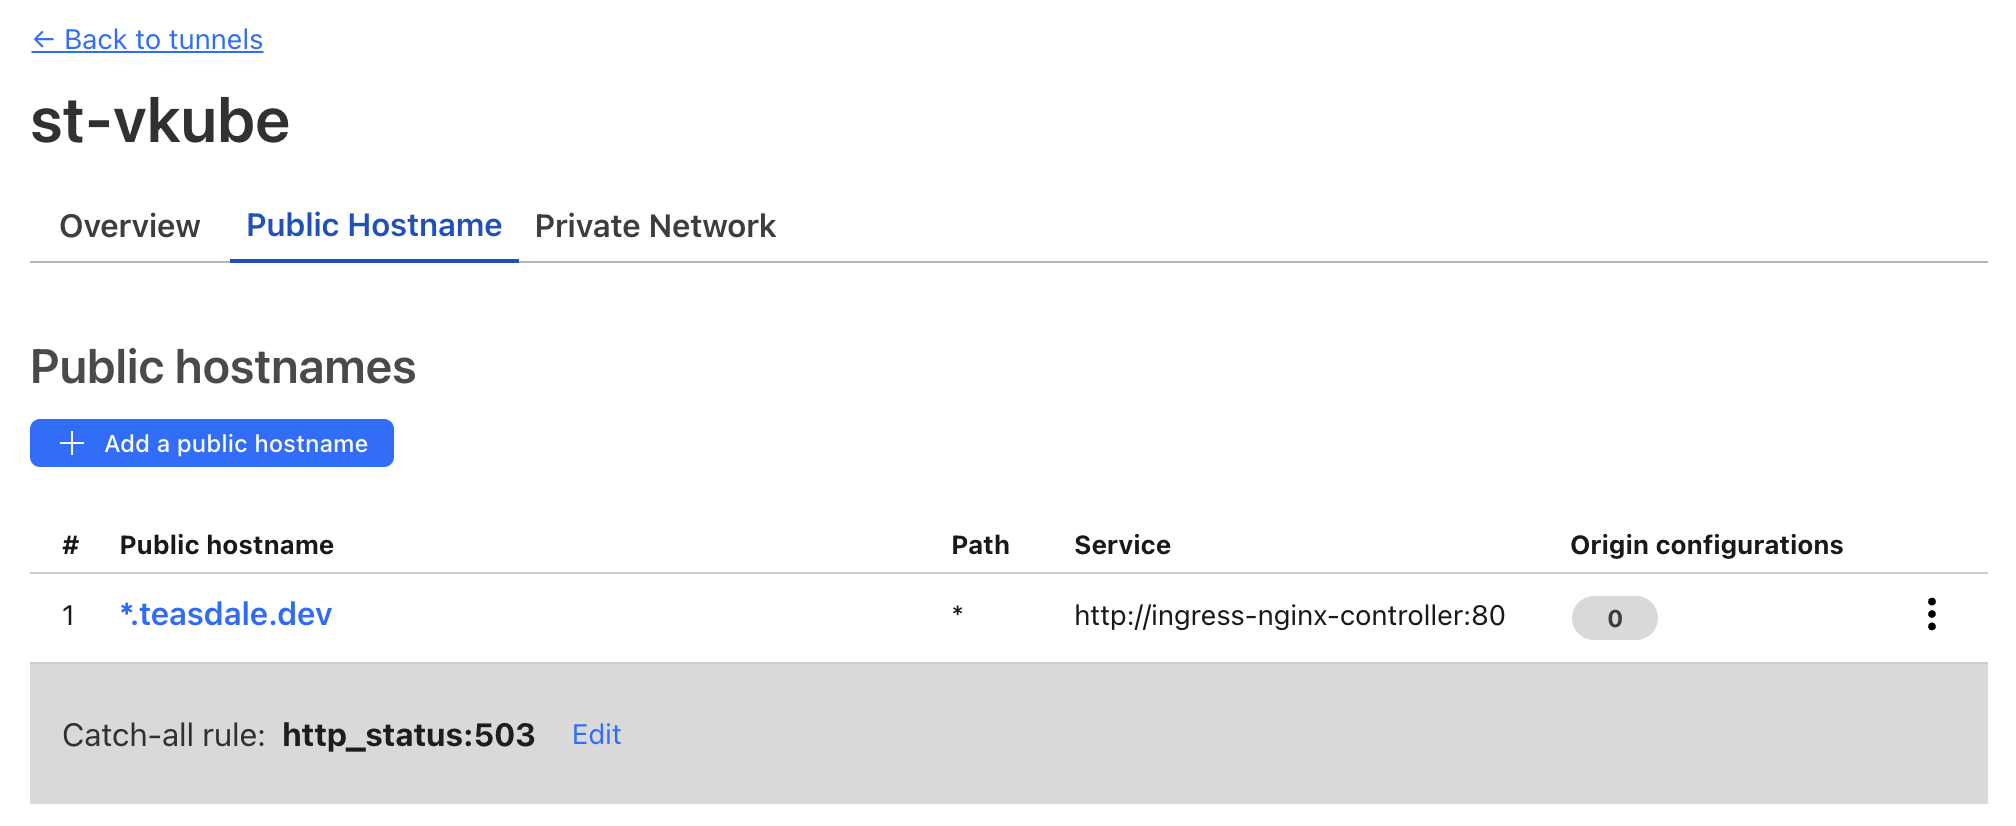 ← Back to tunnels
st-vkube
Overview Public Hostname Private Network
Public hostnames
+ Add a public hostname
# Public hostname Path Service Origin configurations
1 *.teasdale.dev * http://ingress-nginx-controller:80 0
Catch-all rule: http_status:503 Edit